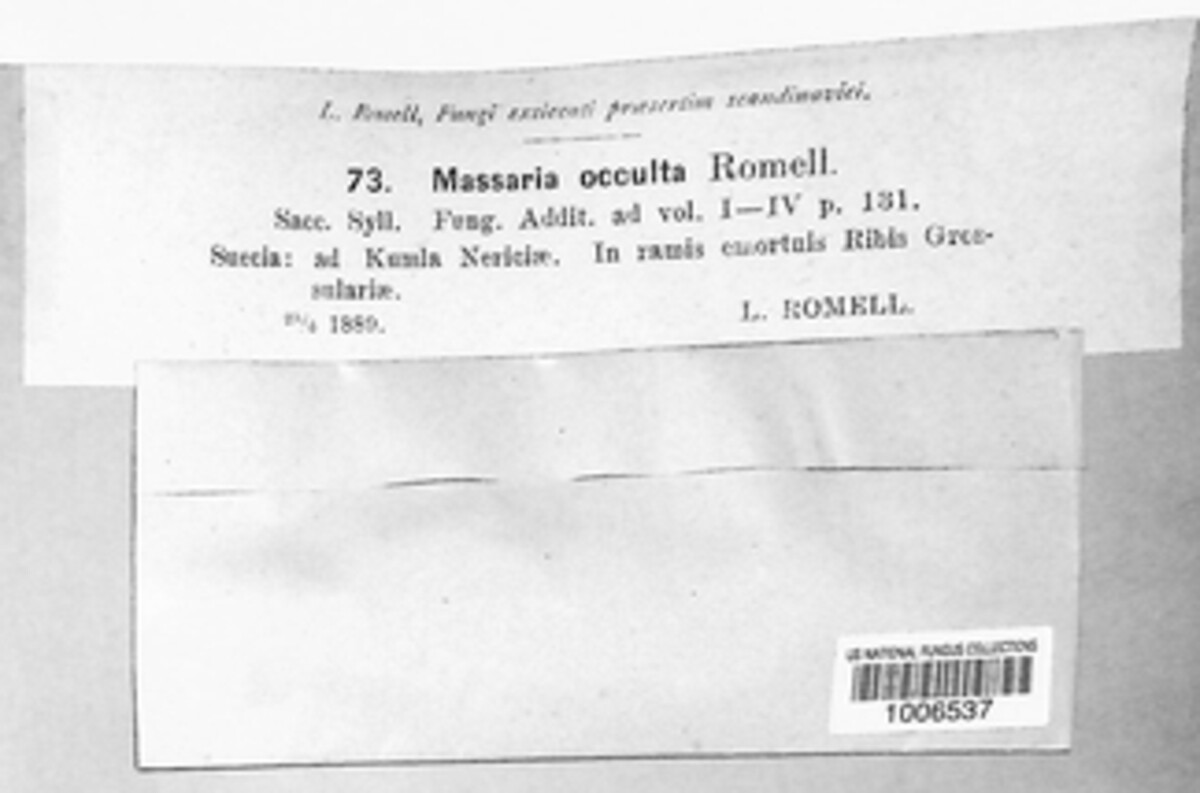 L. Romell, Fungi exsiccati præsertim scandinavici.
73. Massaria occulta Romell.
Sacc. Syll. Fung. Addit. ad vol. I—IV p. 131.
Suecia: ad Kumla Nericiæ. In ramis emortuis Ribis Gros-
sulariæ.
1889.
L. ROMELL.
US NATIONAL FUNGUS COLLECTIONS
1006537